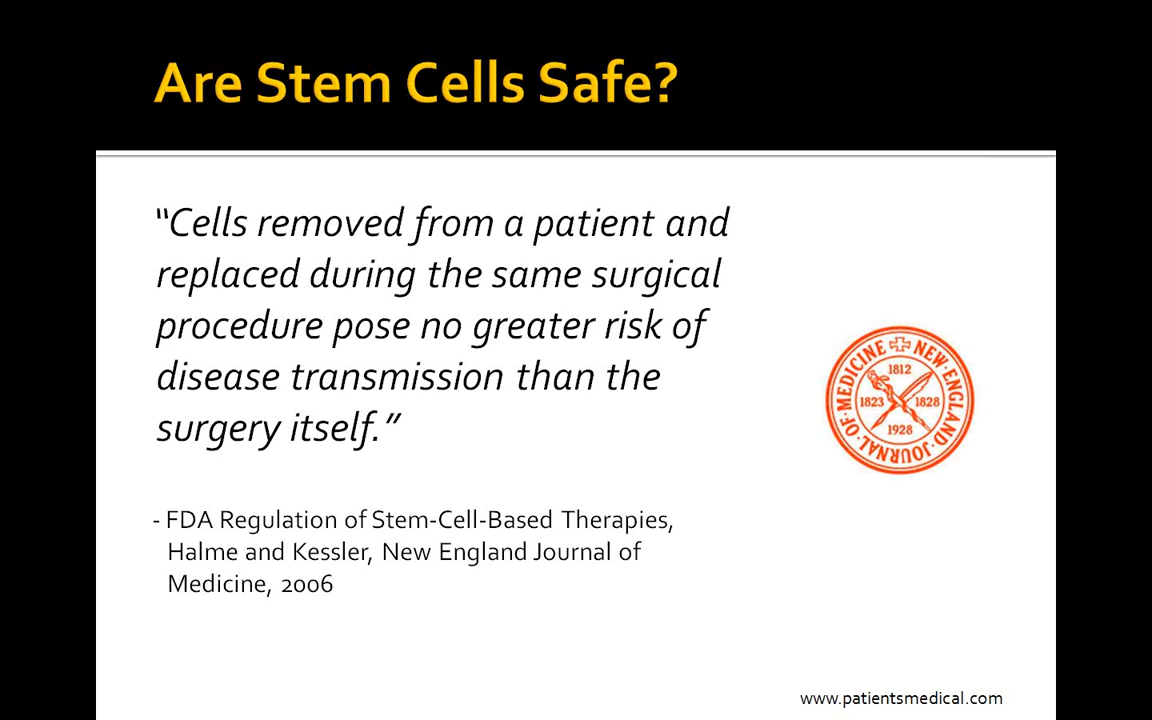 Are Stem Cells Safe?
“Cells removed from a patient and
replaced during the same surgical
procedure pose no greater risk of
disease transmission than the
surgery itself.”
- FDA Regulation of Stem-Cell-Based Therapies,
Halme and Kessler, New England Journal of
Medicine, 2006
NEW ENGLAND JOURNAL OF MEDICINE
1812
1823 1828
1928
www.patientsmedical.com